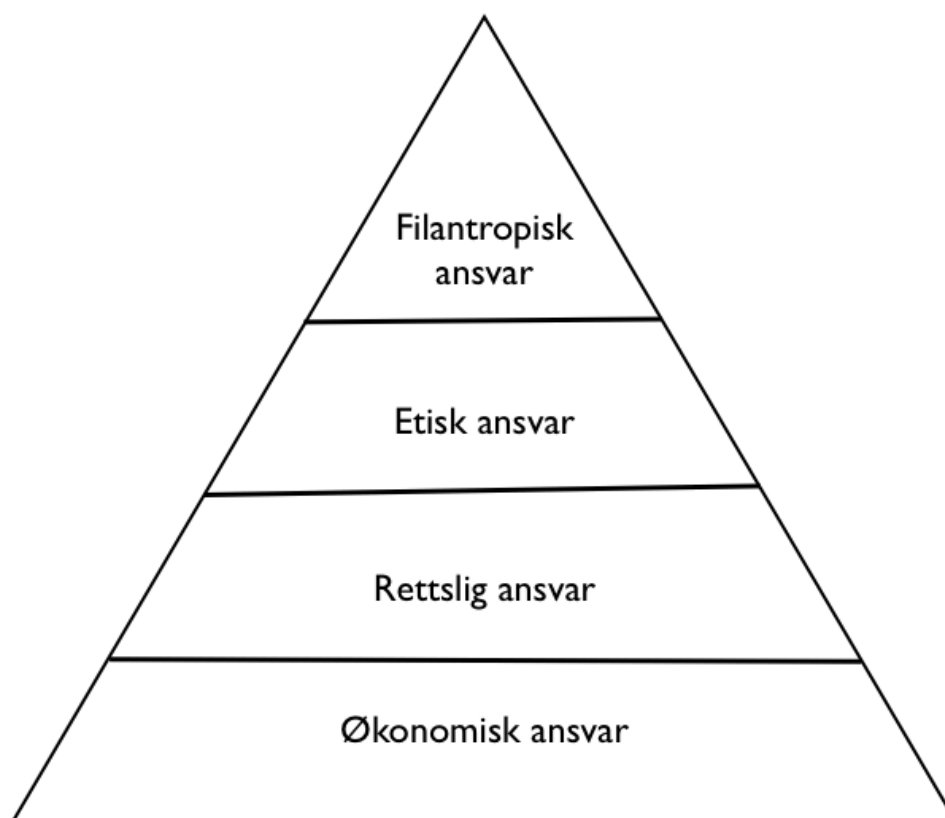 Filantropisk
ansvar
Etisk ansvar
Rettslig ansvar
Økonomisk ansvar